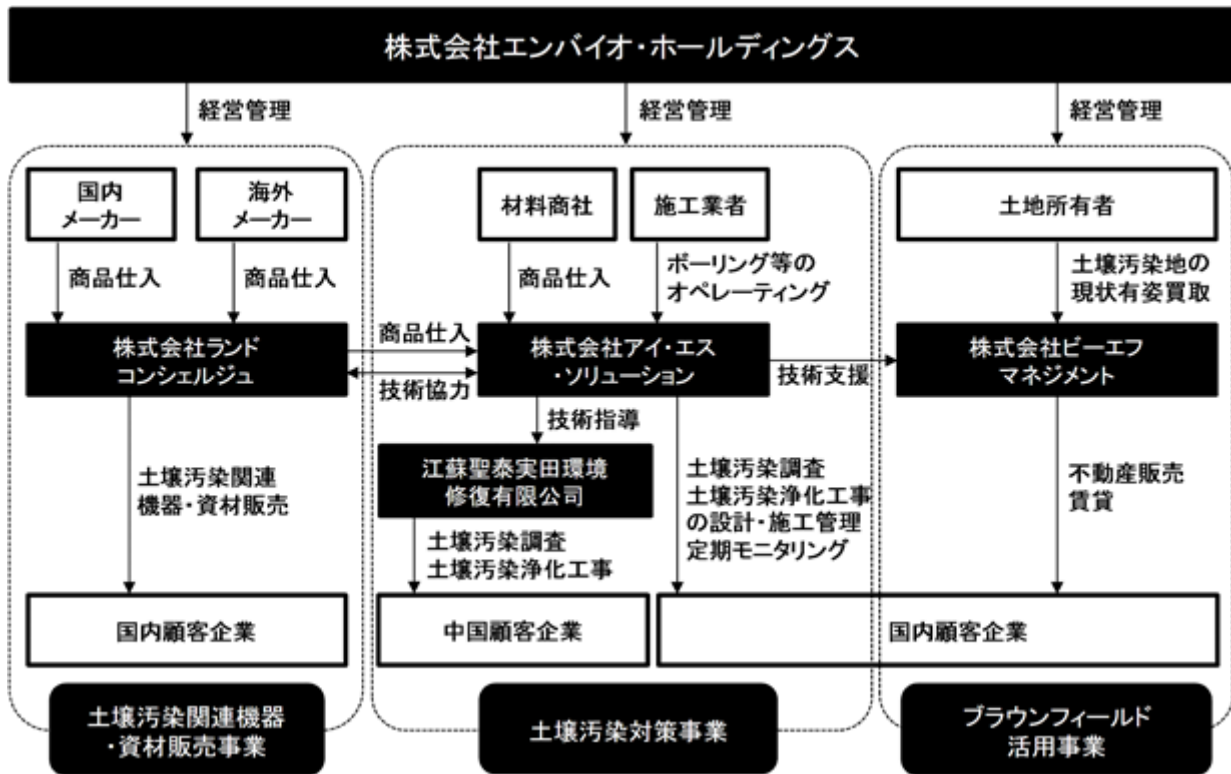 株式会社エンバイオ・ホールディングス
経営管理
経営管理
経営管理
国内
メーカー
海外
メーカー
材料商社
施工業者
土地所有者
商品仕入
商品仕入
商品仕入
ボーリング等の
オペレーティング
土壌汚染地の
現状有姿買取
株式会社ランド
コンシェルジュ
商品仕入
技術協力
株式会社アイ・エス
・ソリューション
技術支援
株式会社ビーエフ
マネジメント
土壌汚染関連
機器・資材販売
技術指導
江蘇聖泰実田環境
修復有限公司
土壌汚染調査
土壌汚染浄化工事
の設計・施工管理
定期モニタリング
不動産販売
賃貸
土壌汚染調査
土壌汚染浄化工事
国内顧客企業
中国顧客企業
国内顧客企業
土壌汚染関連機器
・資材販売事業
土壌汚染対策事業
ブラウンフィールド
活用事業